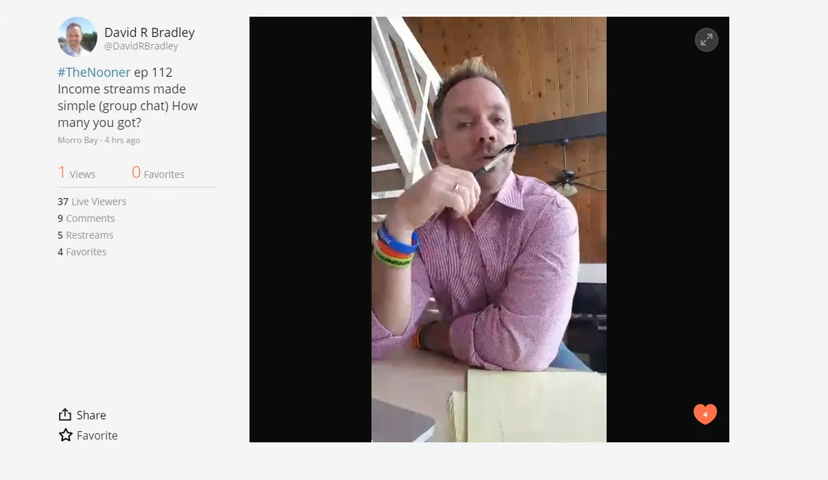 David R Bradley
@DavidRBradley
#TheNooner ep 112
Income streams made
simple (group chat) How
many you got?
Morro Bay - 4 hrs ago
1 Views 0 Favorites
37 Live Viewers
9 Comments
5 Restreams
4 Favorites
Share
Favorite
4